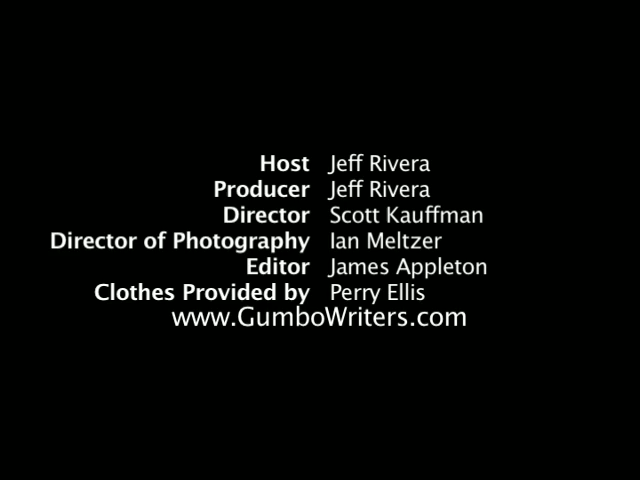 Host Jeff Rivera
Producer Jeff Rivera
Director Scott Kauffman
Director of Photography Ian Meltzer
Editor James Appleton
Clothes Provided by Perry Ellis
www.GumboWriters.com